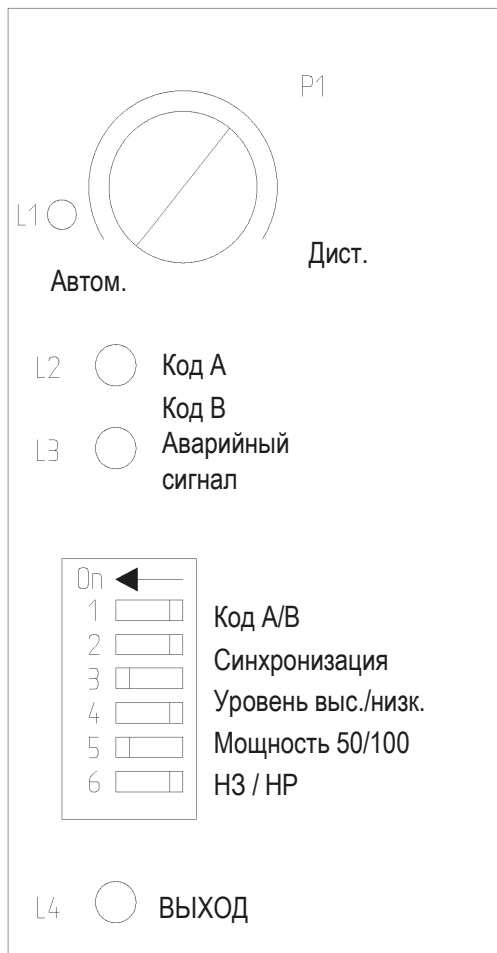 P1
L1
Дист.
Автом.
L2 Код А
Код В
L3 Аварийный
сигнал
On
1 Код А/В
2 Синхронизация
3 Уровень выс./низк.
4 Мощность 50/100
5 НЗ / НР
6
L4 ВЫХОД